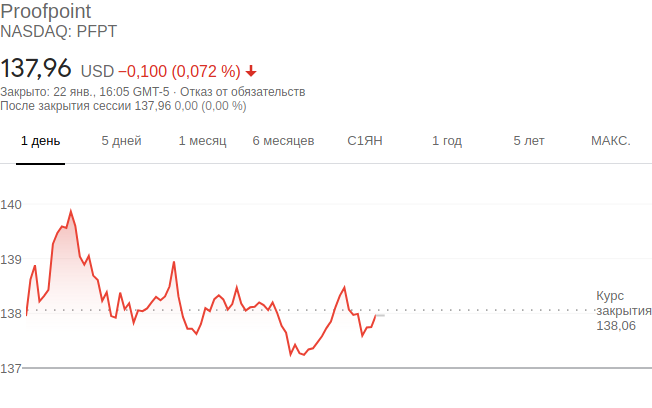 Proofpoint
NASDAQ: PFPT
137,96 USD −0,100 (0,072 %)
Закрыто: 22 янв., 16:05 GMT-5 · Отказ от обязательств
После закрытия сессии 137,96 0,00 (0,00 %)
1 день 5 дней 1 месяц 6 месяцев С1ЯН 1 год 5 лет МАКС.
140
139
138
137
Курс
закрытия
138,06